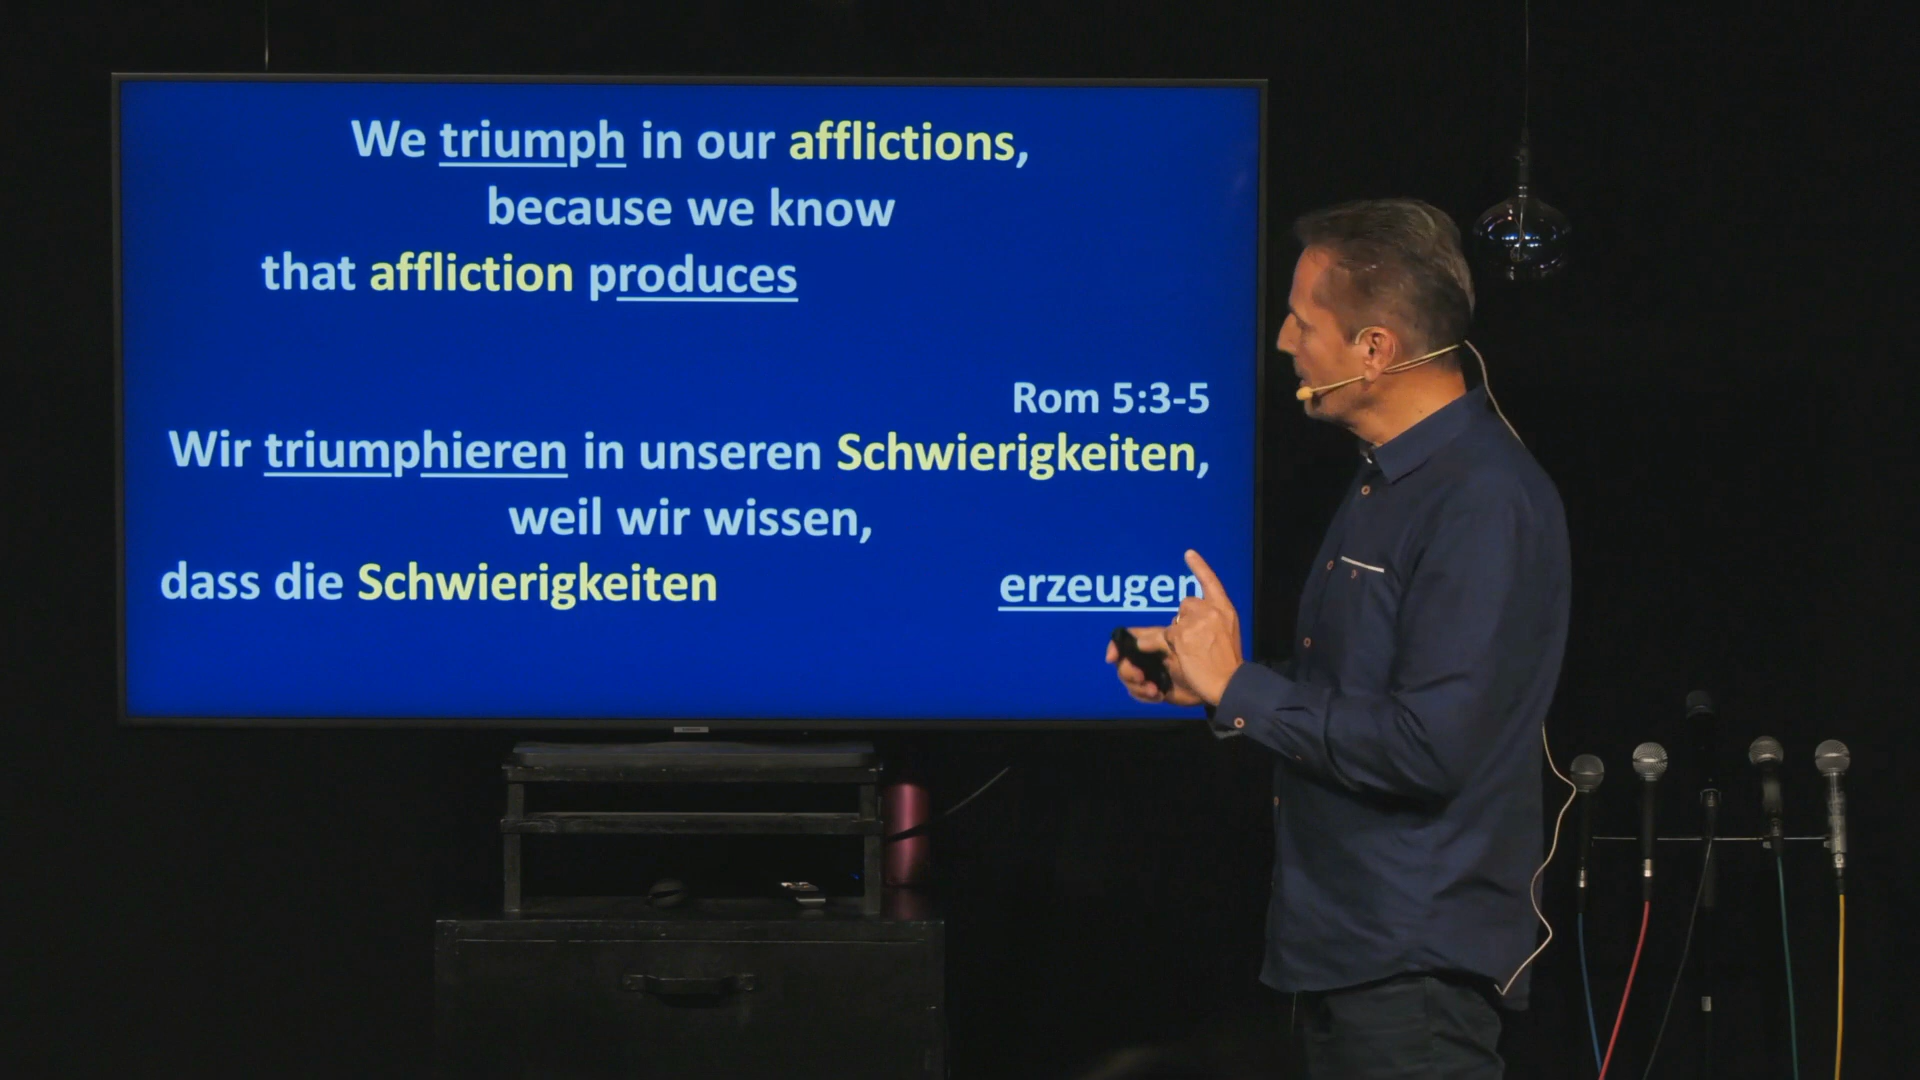 We triumph in our afflictions,
because we know
that affliction produces
Rom 5:3-5
Wir triumphieren in unseren Schwierigkeiten,
weil wir wissen,
dass die Schwierigkeiten erzeugen